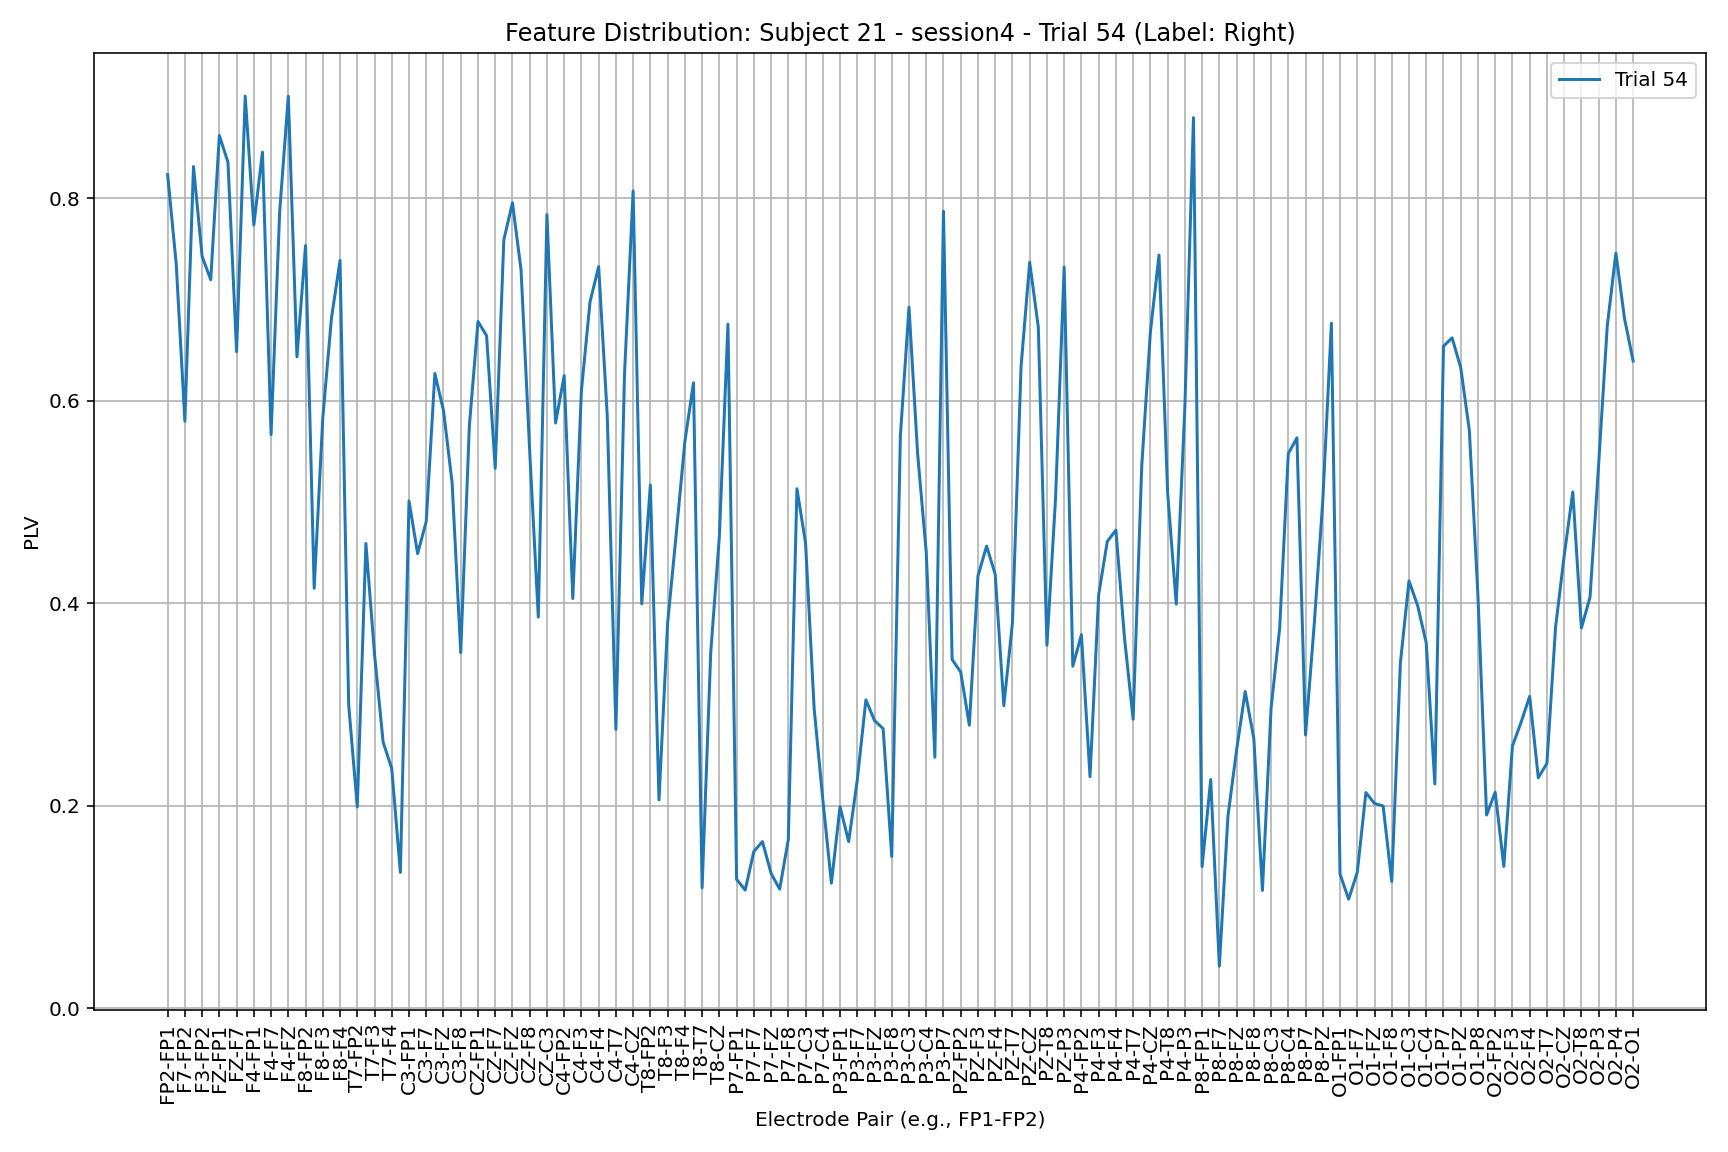 Feature Distribution: Subject 21 - session4 - Trial 54 (Label: Right)
Trial 54
PLV
0.8
0.6
0.4
0.2
0.0
FP2-FP1
F7-FP2
F3-FP2
FZ-FP1
FZ-F7
F4-FP1
F4-F7
F4-FZ
F8-FP2
F8-F3
F8-F4
T7-FP2
T7-F3
T7-F4
C3-FP1
C3-F7
C3-FZ
C3-F8
CZ-FP1
CZ-F7
CZ-FZ
CZ-F8
CZ-C3
C4-FP2
C4-F3
C4-F4
C4-T7
C4-CZ
T8-FP2
T8-F3
T8-F4
T8-T7
T8-CZ
P7-FP1
P7-F7
P7-FZ
P7-F8
P7-C3
P7-C4
P3-FP1
P3-F7
P3-FZ
P3-F8
P3-C3
P3-C4
P3-P7
PZ-FP2
PZ-F3
PZ-F4
PZ-T7
PZ-CZ
PZ-T8
PZ-P3
P4-FP2
P4-F3
P4-F4
P4-T7
P4-CZ
P4-T8
P4-P3
P8-FP1
P8-F7
P8-FZ
P8-F8
P8-C3
P8-C4
P8-P7
P8-PZ
O1-FP1
O1-F7
O1-FZ
O1-F8
O1-C3
O1-C4
O1-P7
O1-PZ
O1-P8
O2-FP2
O2-F3
O2-F4
O2-T7
O2-CZ
O2-T8
O2-P3
O2-P4
O2-O1
Electrode Pair (e.g., FP1-FP2)